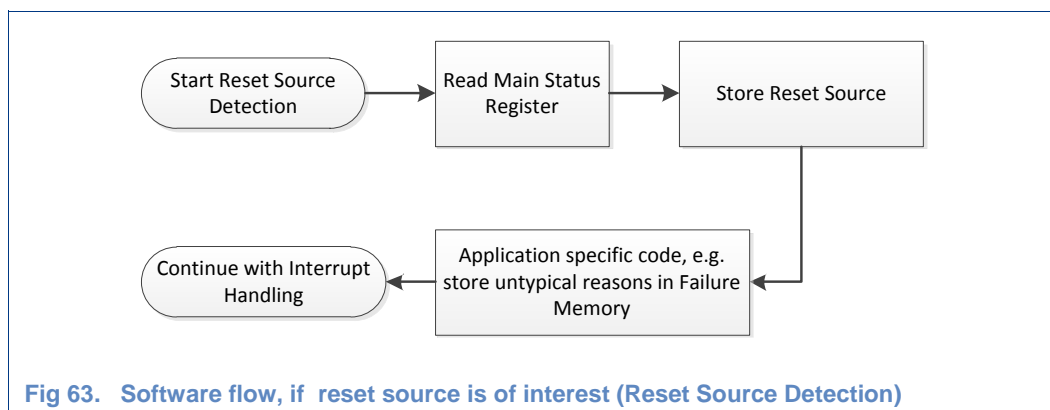 Start Reset Source
Detection
Read Main Status
Register
Store Reset Source
Application specific code, e.g.
store untypical reasons in Failure
Memory
Continue with Interrupt
Handling
Fig 63. Software flow, if reset source is of interest (Reset Source Detection)